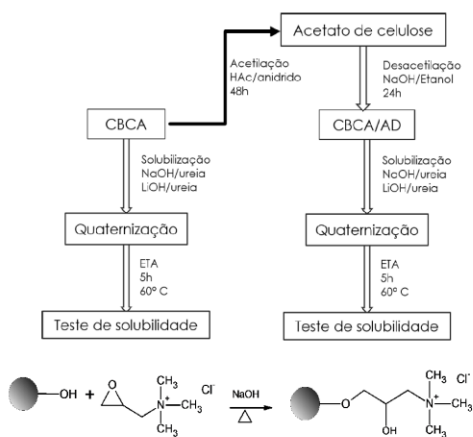 Acetato de celulose
Acetilação
HAc/anidrido
48h
Desacetilação
NaOH/Etanol
24h
CBCA
CBCA/AD
Solubilização
NaOH/ureia
LiOH/ureia
Solubilização
NaOH/ureia
LiOH/ureia
Quaternização
Quaternização
ETA
5h
60º C
ETA
5h
60º C
Teste de solubilidade
Teste de solubilidade
OH + O N+ CH3 CH3 CH3 Cl- NaOH △ O OH N+ CH3 CH3 CH3 Cl-